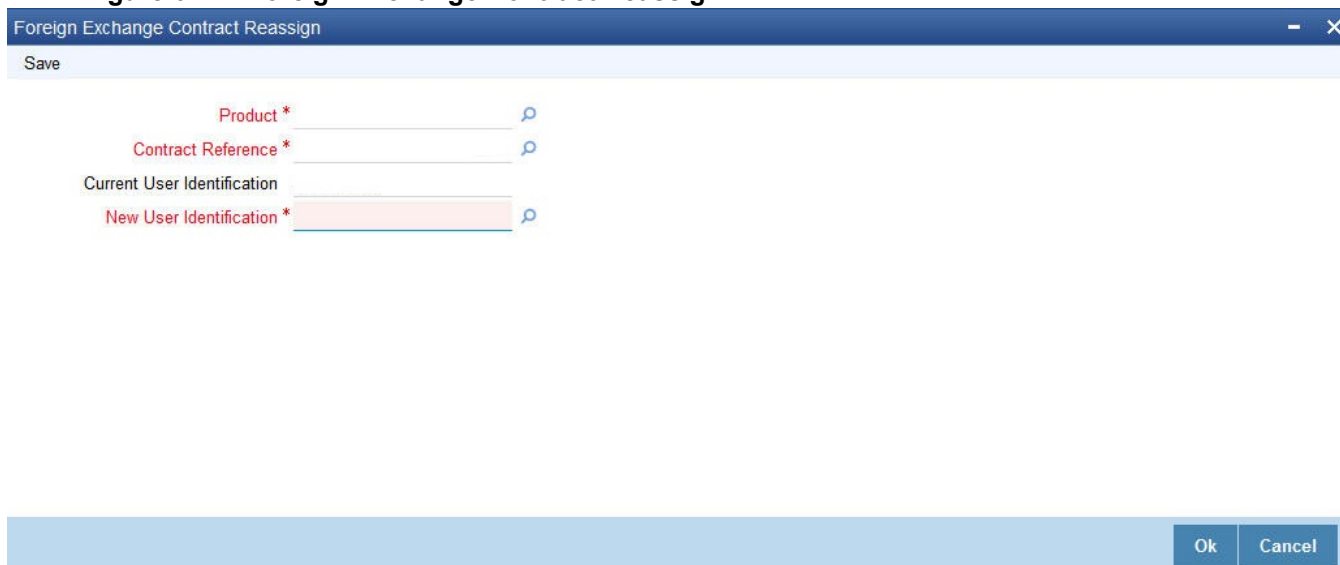 Foreign Exchange Contract Reassign
Save
Product *
Contract Reference *
Current User Identification
New User Identification *
Ok Cancel